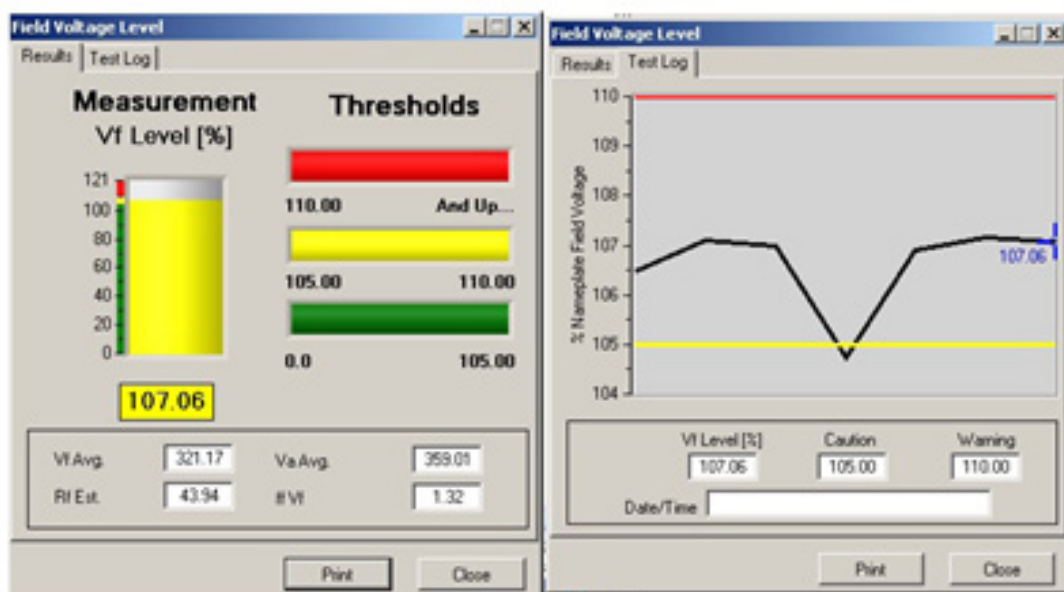 Field Voltage Level
Results Test Log
Measurement
Vf Level [%]
121
100
80
60
40
20
0
107.06
Thresholds
110.00 And Up...
105.00 110.00
0.0 105.00
Vf Avg. 321.17 Va Avg. 359.01
Rf Est. 43.94 ff Vf 1.32
Print Close
Field Voltage Level
Results Test Log
% Nameplate Field Voltage
110
109
108
107
106
105
104
107.06
Vf Level [%] Caution Warning
107.06 105.00 110.00
Date/Time
Print Close